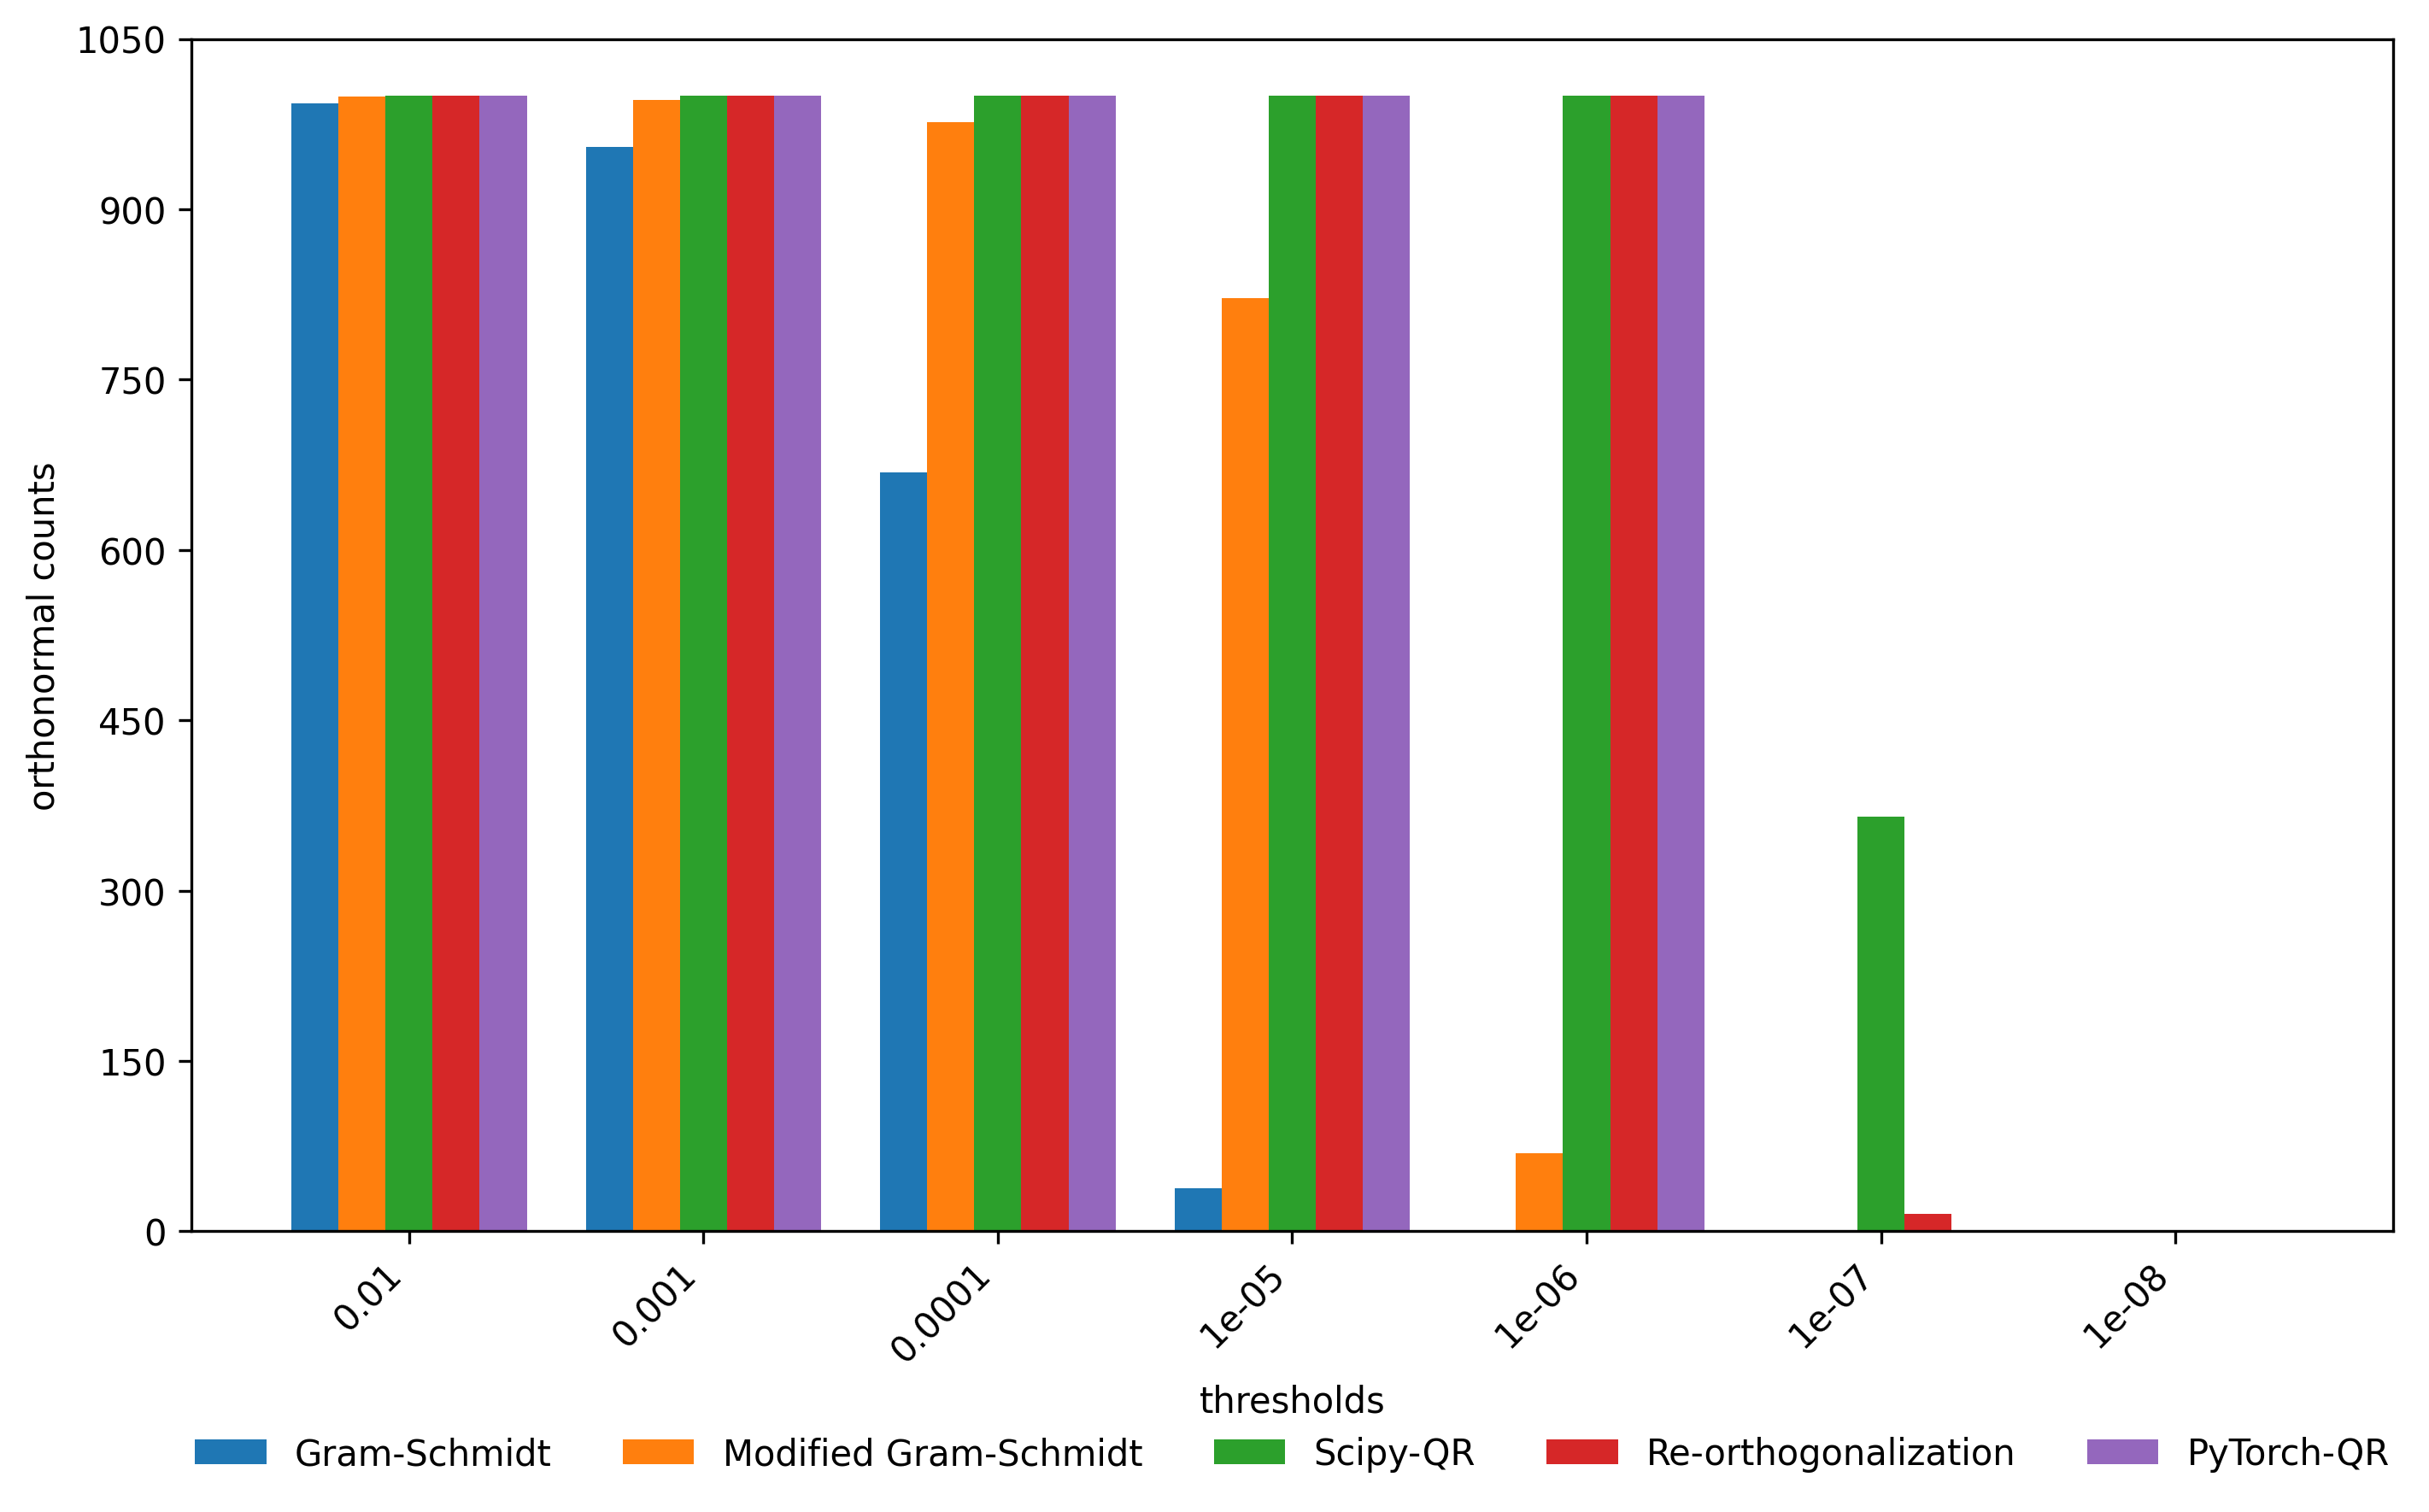 1050
900
750
600
450
300
150
0
orthonormal counts
0.01
0.001
0.0001
1e-05
1e-06
1e-07
1e-08
thresholds
Gram-Schmidt
Modified Gram-Schmidt
Scipy-QR
Re-orthogonalization
PyTorch-QR